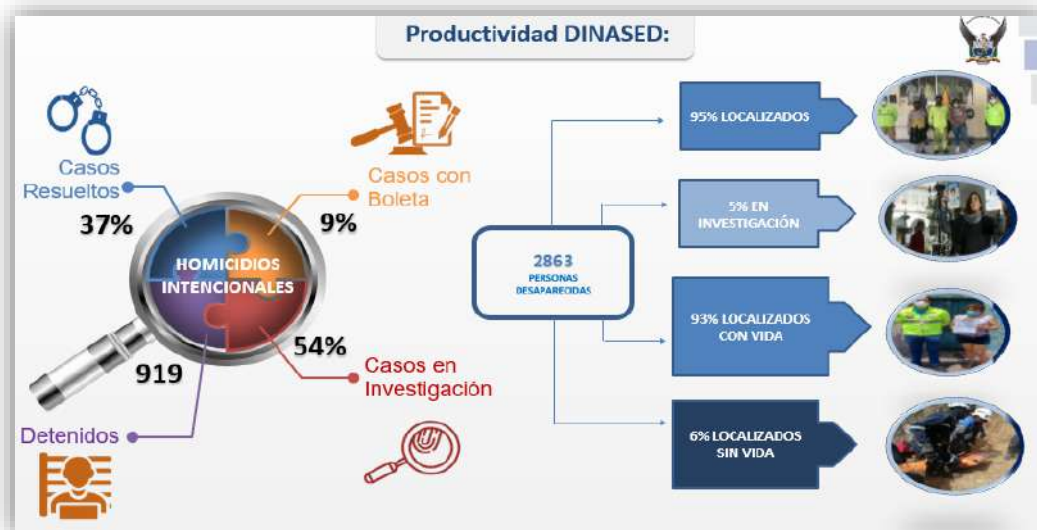 Productividad DINASED:
Casos
Resueltos
37%
Casos con
Boleta
9%
HOMICIDIOS
INTENCIONALES
919
Detenidos
54%
Casos en
Investigación
2863
PERSONAS
DESAPARECIDAS
95% LOCALIZADOS
5% EN
INVESTIGACIÓN
93% LOCALIZADOS
CON VIDA
6% LOCALIZADOS
SIN VIDA